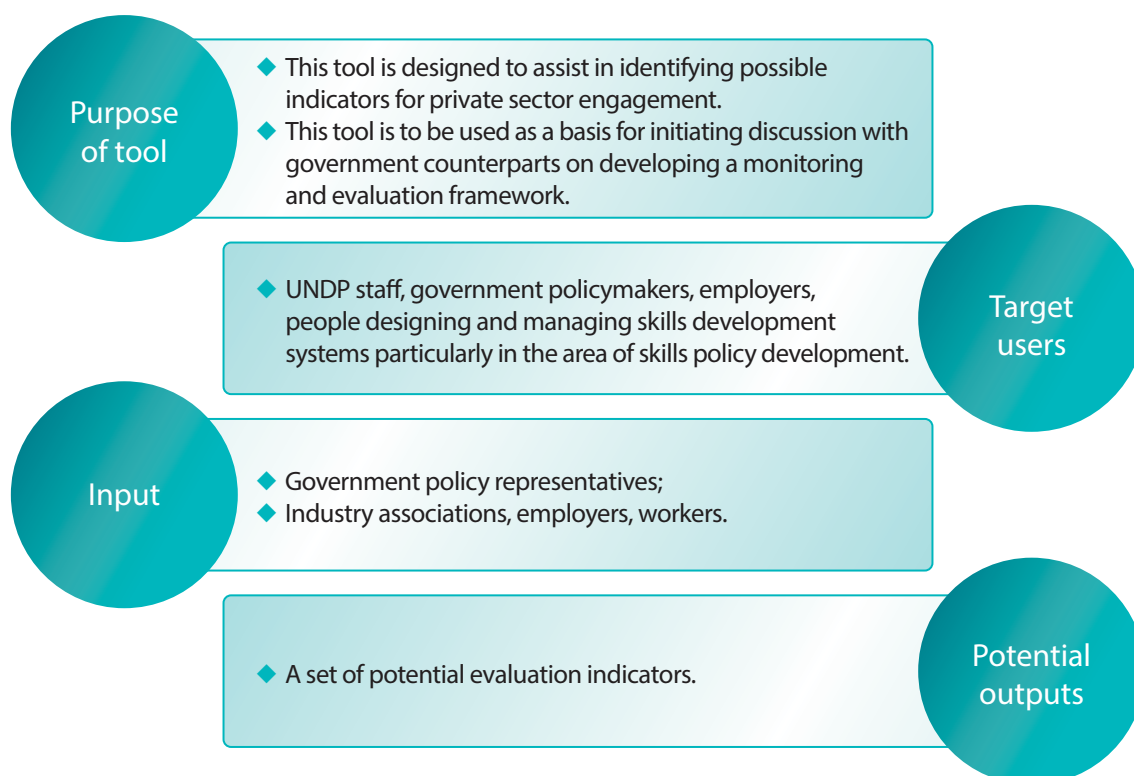 Purpose
of tool
◆ This tool is designed to assist in identifying possible
indicators for private sector engagement.
◆ This tool is to be used as a basis for initiating discussion with
government counterparts on developing a monitoring
and evaluation framework.
◆ UNDP staff, government policymakers, employers,
people designing and managing skills development
systems particularly in the area of skills policy development.
Target
users
Input
◆ Government policy representatives;
◆ Industry associations, employers, workers.
◆ A set of potential evaluation indicators.
Potential
outputs